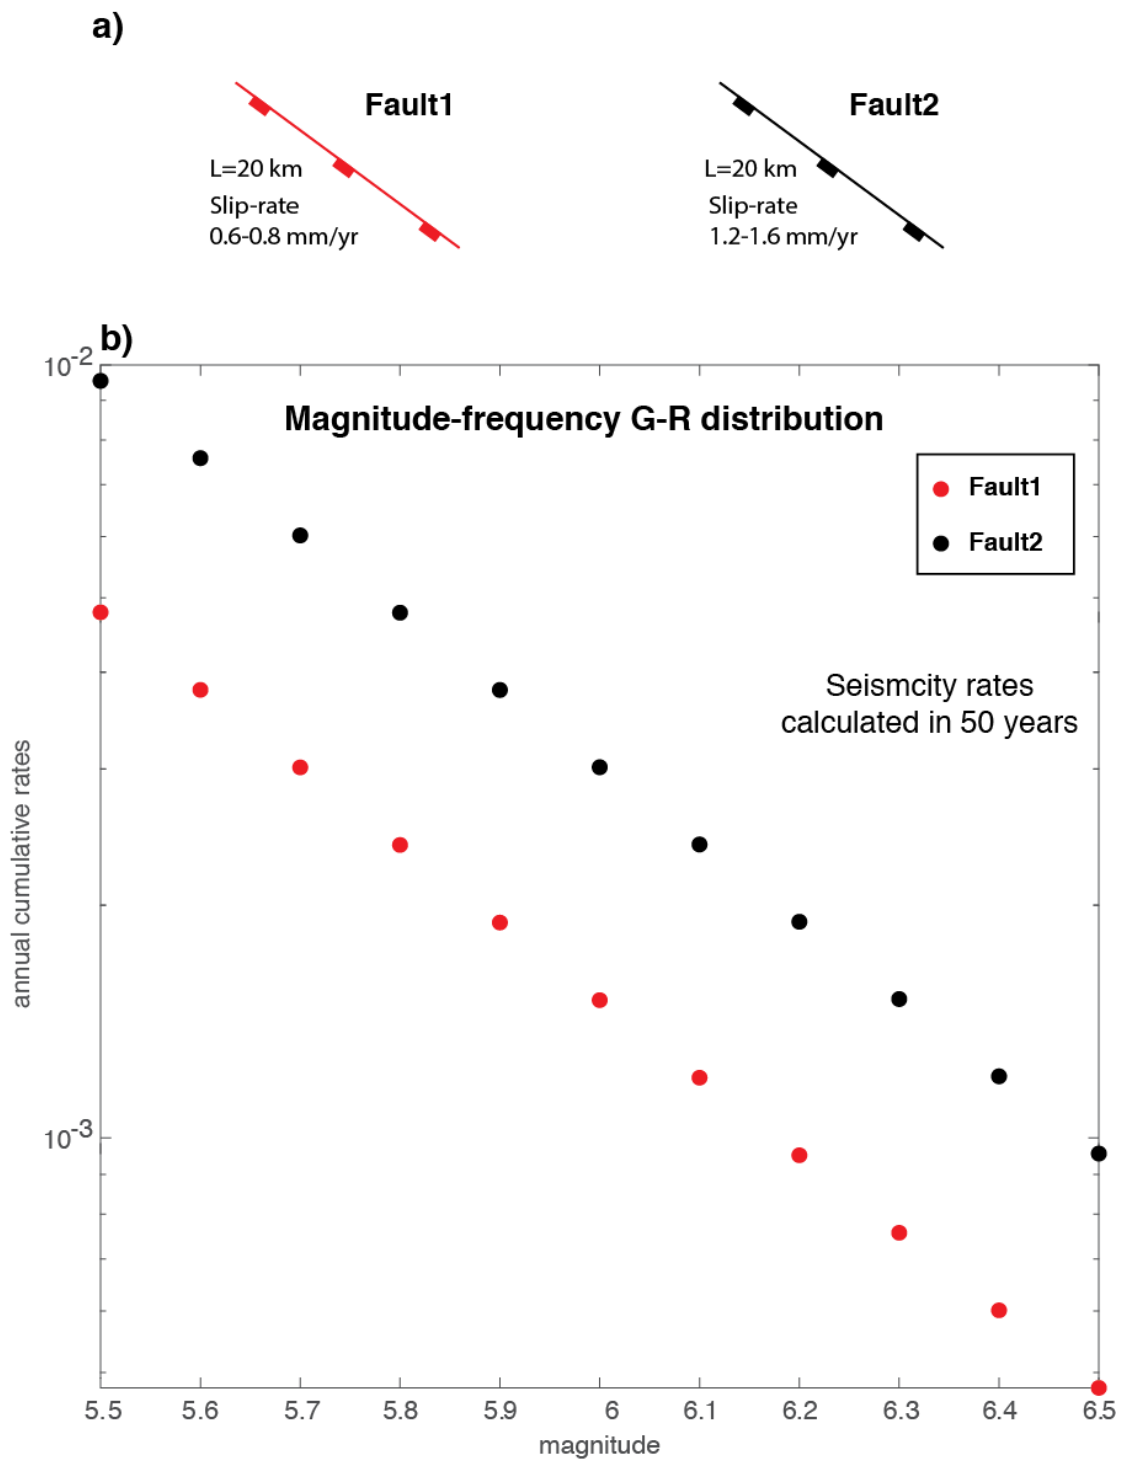 a)
Fault1
L=20 km
Slip-rate
0.6-0.8 mm/yr
Fault2
L=20 km
Slip-rate
1.2-1.6 mm/yr
b)
10-2
Magnitude-frequency G-R distribution
Fault1
Fault2
Seismcity rates
calculated in 50 years
annual cumulative rates
10-3
5.5 5.6 5.7 5.8 5.9 6 6.1 6.2 6.3 6.4 6.5
magnitude